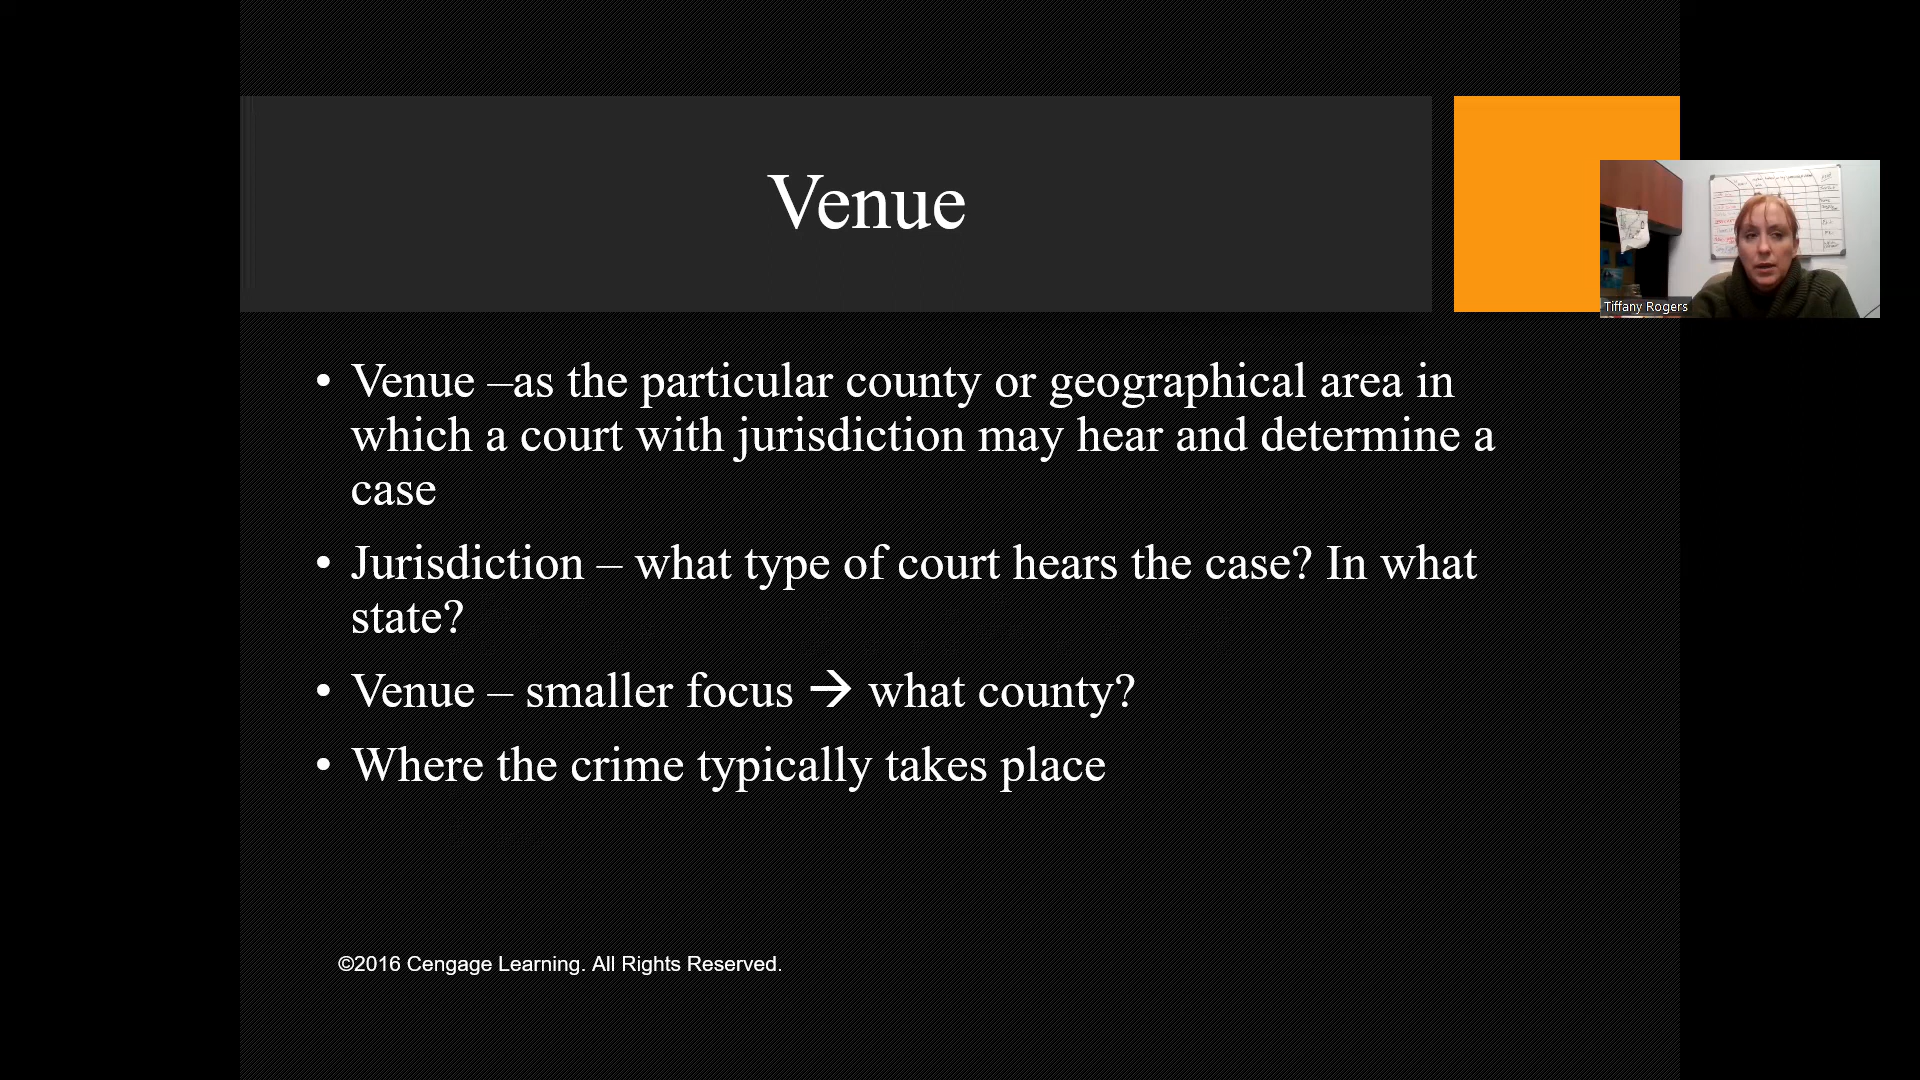 Venue
Tiffany Rogers
• Venue –as the particular county or geographical area in
which a court with jurisdiction may hear and determine a
case
• Jurisdiction – what type of court hears the case? In what
state?
• Venue – smaller focus → what county?
• Where the crime typically takes place
©2016 Cengage Learning. All Rights Reserved.